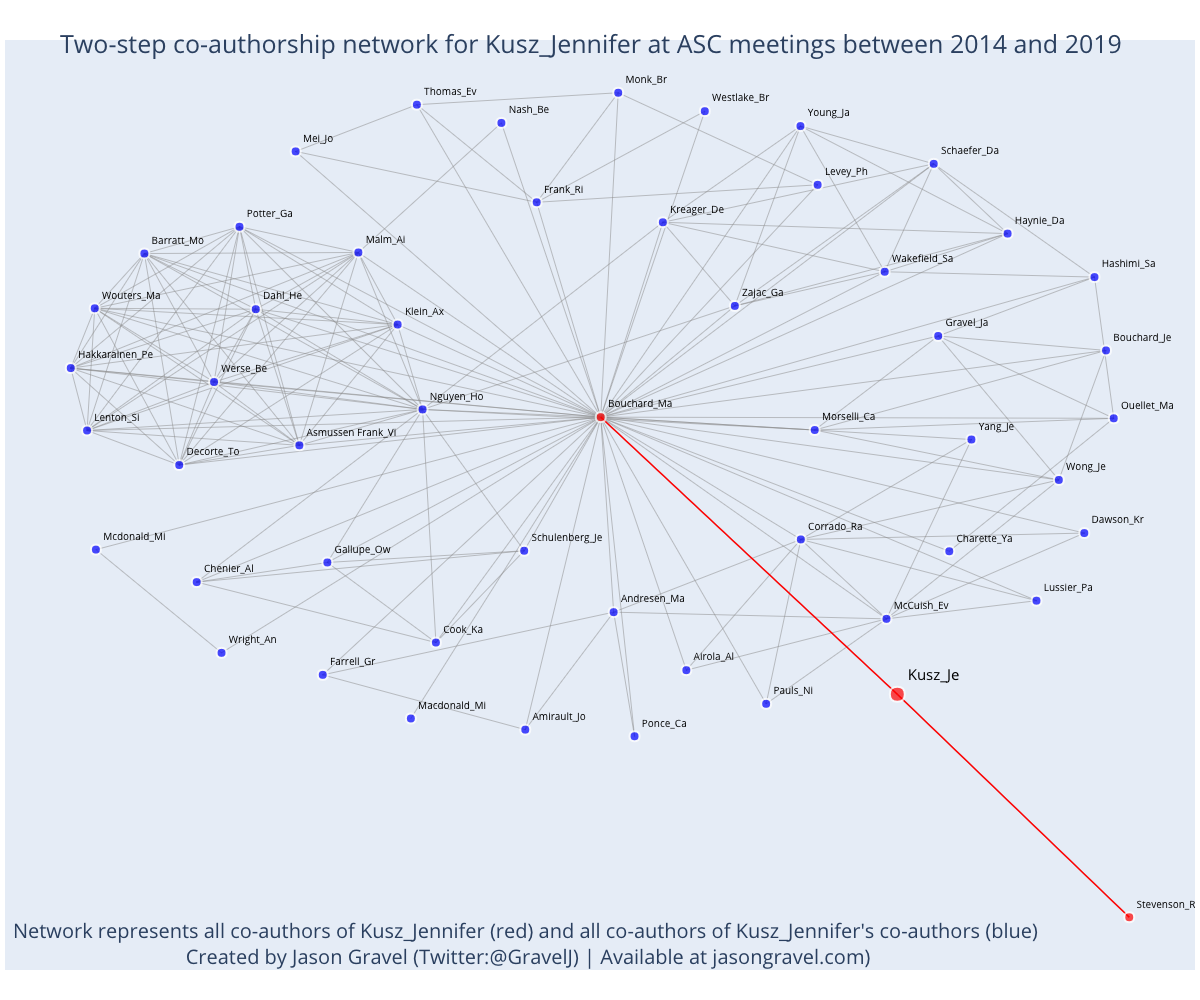 Two-step co-authorship network for Kusz_Jennifer at ASC meetings between 2014 and 2019
Monk_Br
Thomas_Ev
Westlake_Br
Nash_Be
Young_Ja
Mei_Jo
Schaefer_Da
Levey_Ph
Frank_Ri
Kreager_De
Potter_Ga
Haynie_Da
Barratt_Mo
Malm_Ai
Wakefield_Sa
Hashimi_Sa
Wouters_Ma
Dahl_He
Zajac_Ga
Klein_Ax
Gravel_Ja
Bouchard_Je
Hakkarainen_Pe
Werse_Be
Nguyen_Ho
Bouchard_Ma
Ouellet_Ma
Lenton_Si
Morselli_Ca
Yang_Je
Asmussen Frank_Vi
Decorte_To
Wong_Je
Dawson_Kr
Corrado_Ra
Mcdonald_Mi
Schulenberg_Je
Charette_Ya
Gallupe_Ow
Chenier_Al
Lussier_Pa
Andresen_Ma
McCuish_Ev
Cook_Ka
Wright_An
Airola_Al
Farrell_Gr
Kusz_Je
Pauls_Ni
Macdonald_Mi
Amirault_Jo
Ponce_Ca
Stevenson_R
Network represents all co-authors of Kusz_Jennifer (red) and all co-authors of Kusz_Jennifer's co-authors (blue)
Created by Jason Gravel (Twitter:@GravelJ) | Available at jasongravel.com)